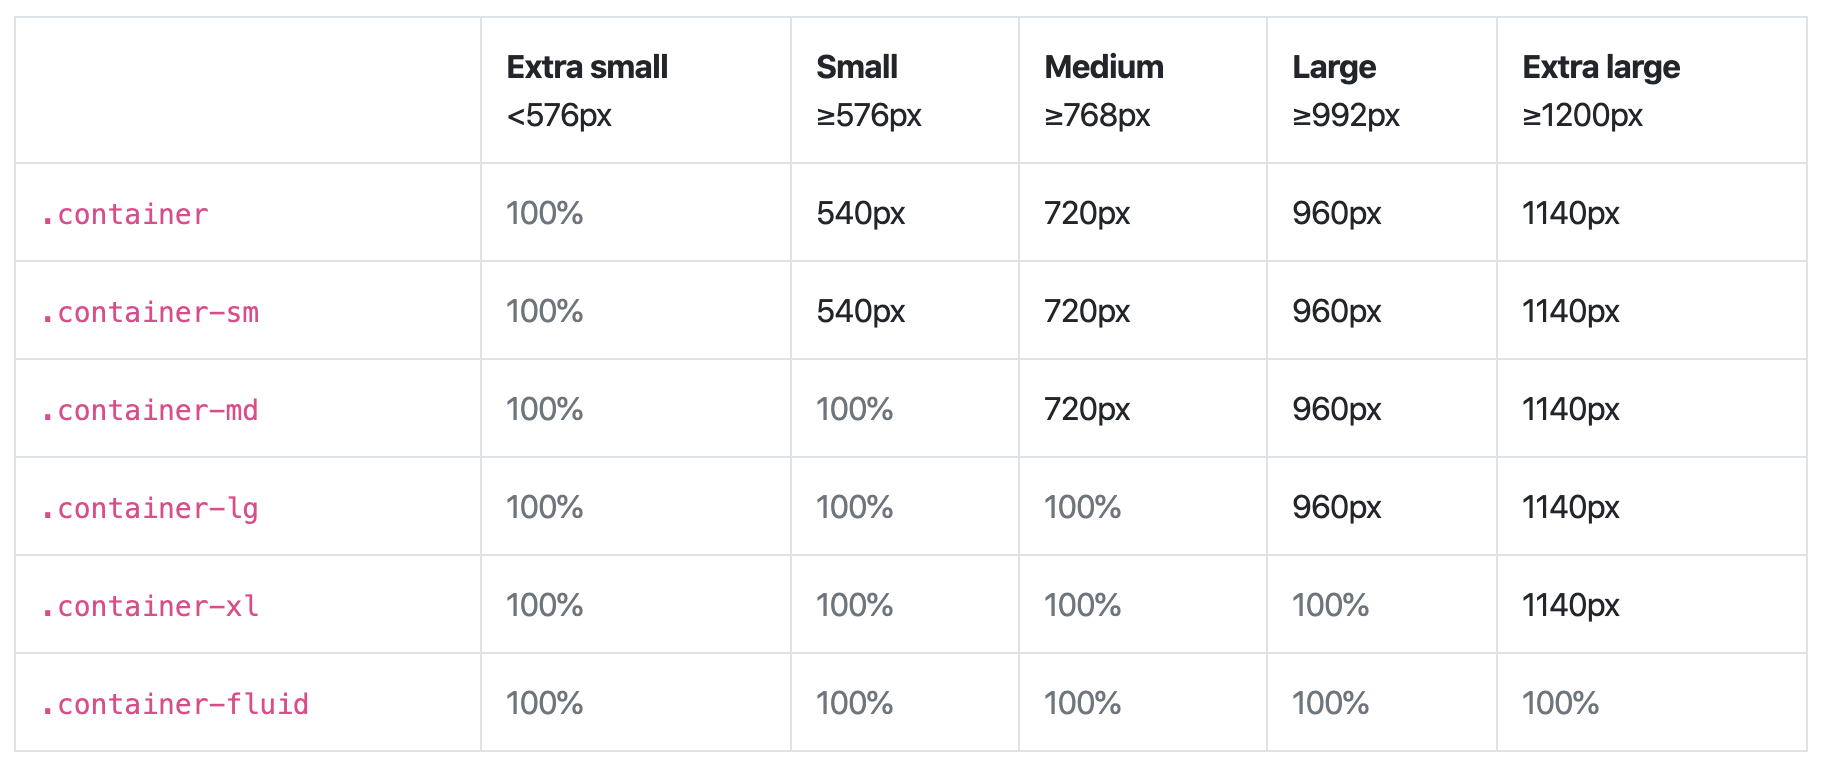 Extra small Small Medium Large Extra large
<576px ≥576px ≥768px ≥992px ≥1200px
.container 100% 540px 720px 960px 1140px
.container-sm 100% 540px 720px 960px 1140px
.container-md 100% 100% 720px 960px 1140px
.container-lg 100% 100% 100% 960px 1140px
.container-xl 100% 100% 100% 100% 1140px
.container-fluid 100% 100% 100% 100% 100%